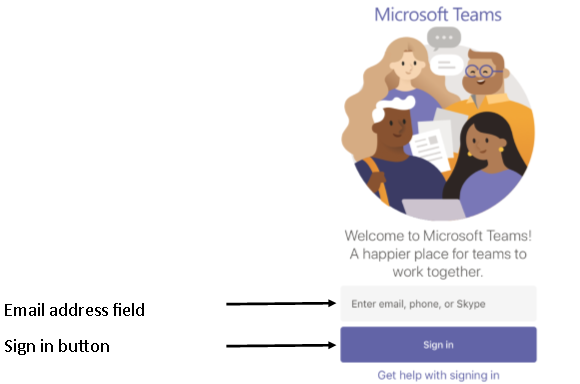 Microsoft Teams
Welcome to Microsoft Teams!
A happier place for teams to
work together.
Email address field
Enter email, phone, or Skype
Sign in button
Sign in
Get help with signing in